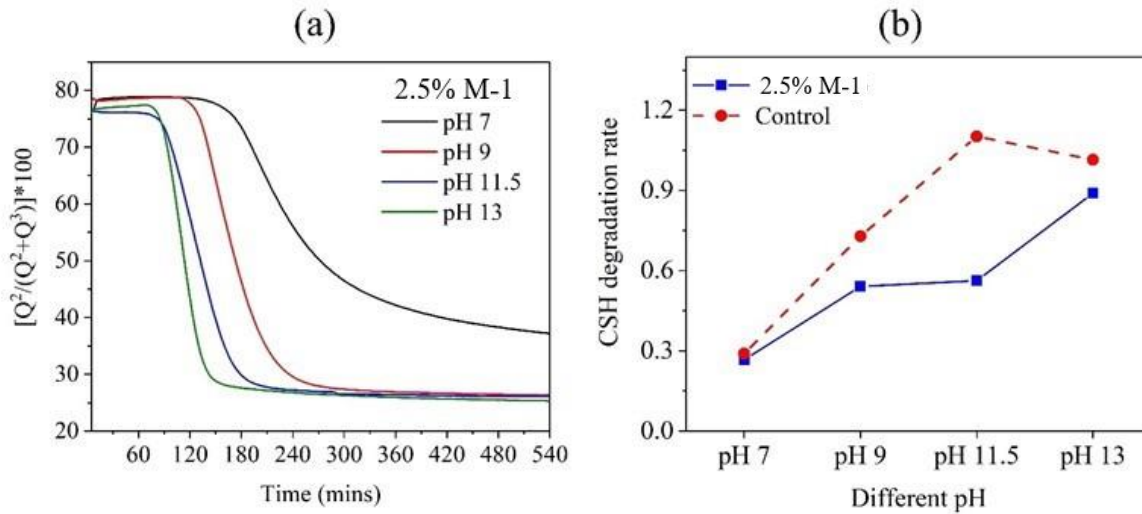 (a)
80
70
60
50
40
30
20
[Q²/(Q²+Q³)]*100
2.5% M-1
pH 7
pH 9
pH 11.5
pH 13
60 120 180 240 300 360 420 480 540
Time (mins)
(b)
1.2
0.9
0.6
0.3
0.0
CSH degradation rate
2.5% M-1
Control
pH 7 pH 9 pH 11.5 pH 13
Different pH